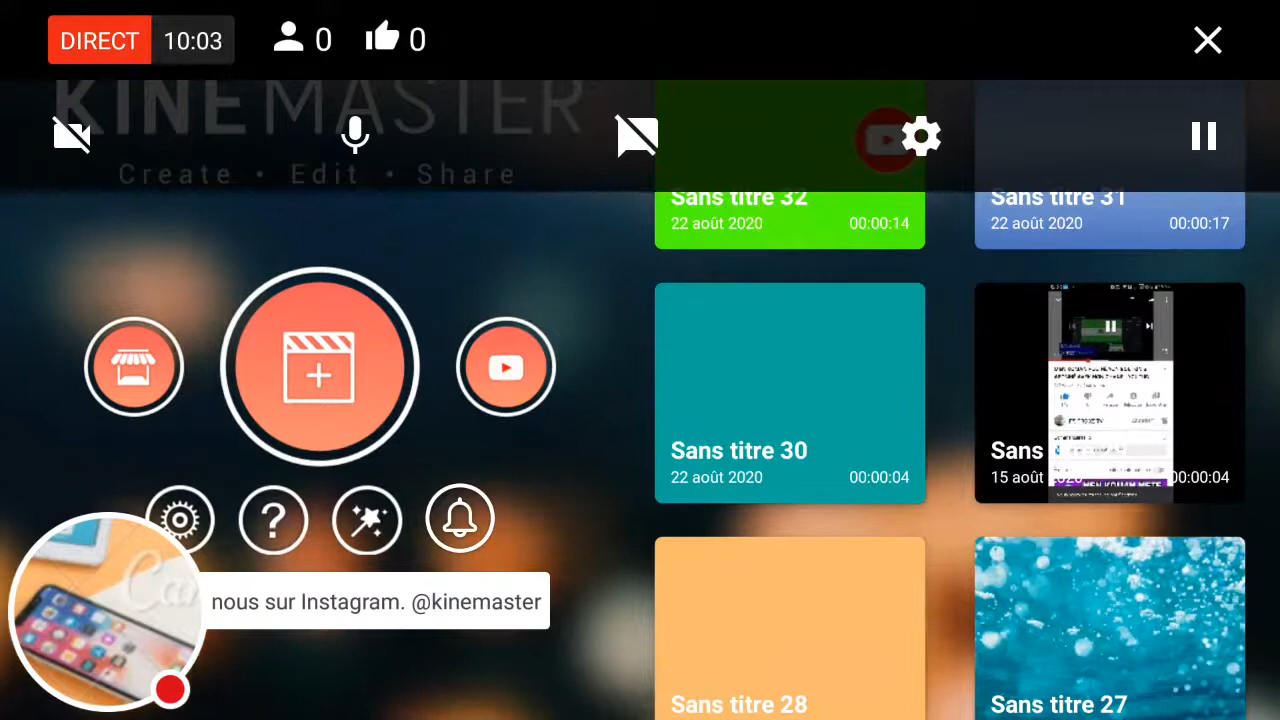 DIRECT 10:03 0 0
KINEMASTER
Create • Edit • Share
Sans titre 32
22 août 2020 00:00:14
Sans titre 31
22 août 2020 00:00:17
Sans titre 30
22 août 2020 00:00:04
Sans
15 août 2020 00:00:04
nous sur Instagram. @kinemaster
Sans titre 28
Sans titre 27